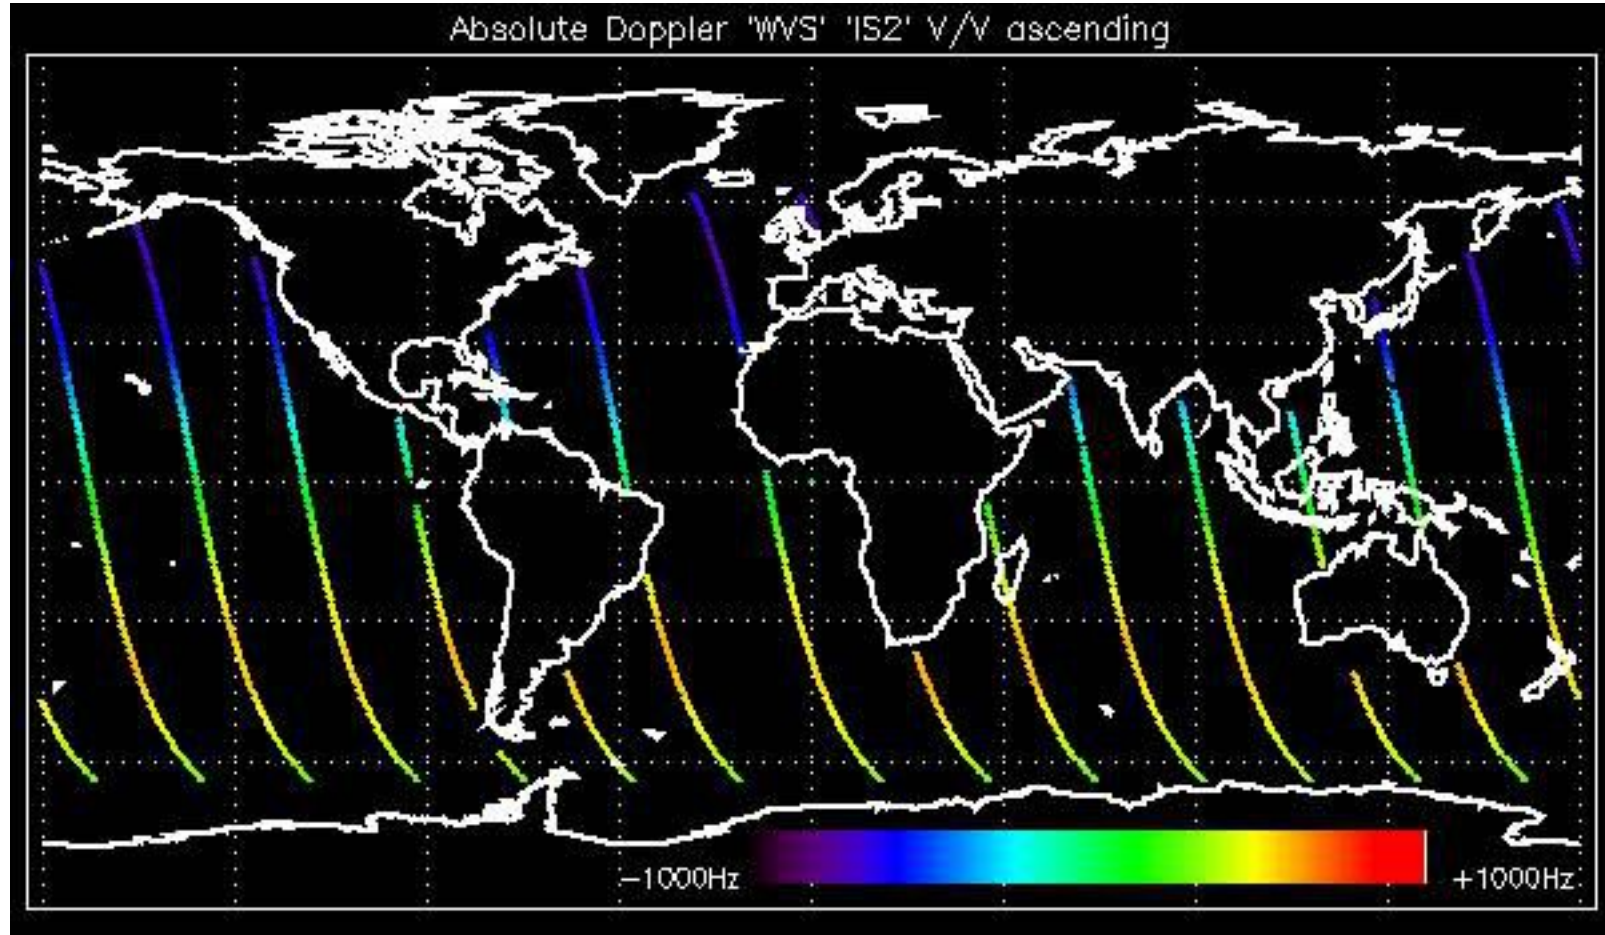 Absolute Doppler 'WVS' 'IS2' V/V ascending
-1000Hz +1000Hz